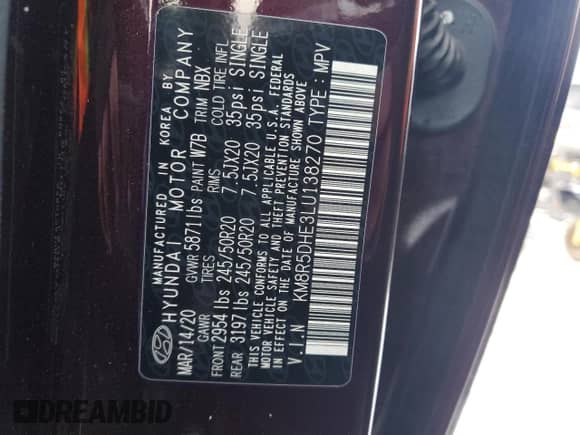 MANUFACTURED IN KOREA BY
HYUNDAI MOTOR COMPANY
MAR/14/20 GVWR 5871lbs PAINT W7B TRIM NBX
GAWR TIRES RIMS COLD TIRE INFL
FRONT 2954 lbs 245/50R20 7.5JX20 35psi SINGLE
REAR 3197 lbs 245/50R20 7.5JX20 35psi SINGLE
THIS VEHICLE CONFORMS TO ALL APPLICABLE U.S.A. FEDERAL
MOTOR VEHICLE SAFETY AND THEFT PREVENTION STANDARDS
IN EFFECT ON THE DATE OF MANUFACTURE SHOWN ABOVE
V.I.N KM8R5DHE3LU138270 TYPE : MPV
DREAMBID